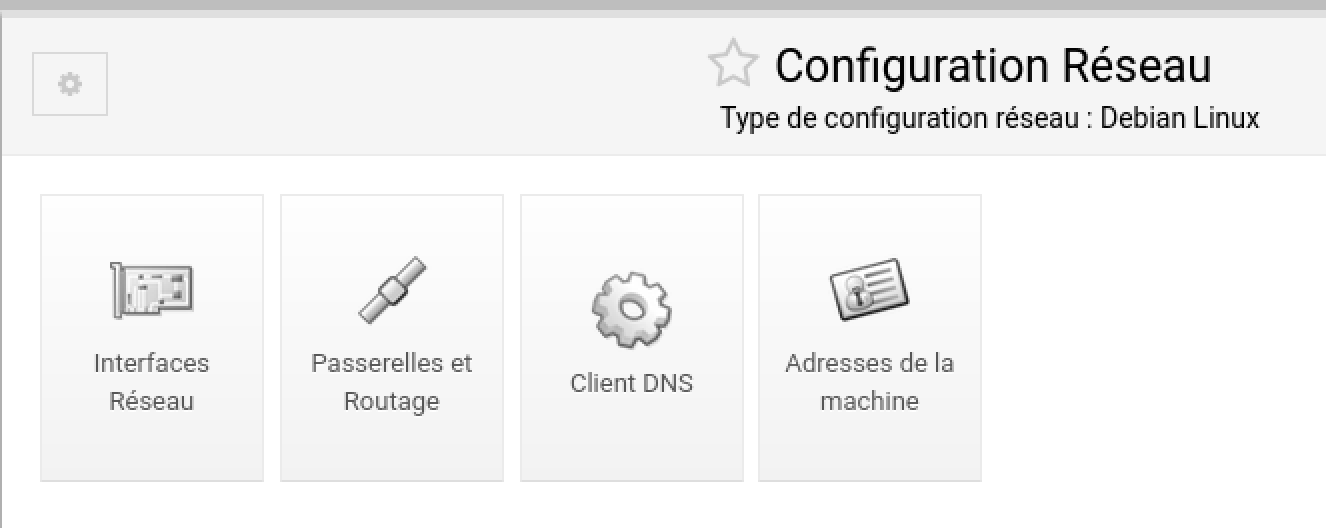 Configuration Réseau
Type de configuration réseau : Debian Linux
Interfaces
Réseau
Passerelles et
Routage
Client DNS
Adresses de la
machine